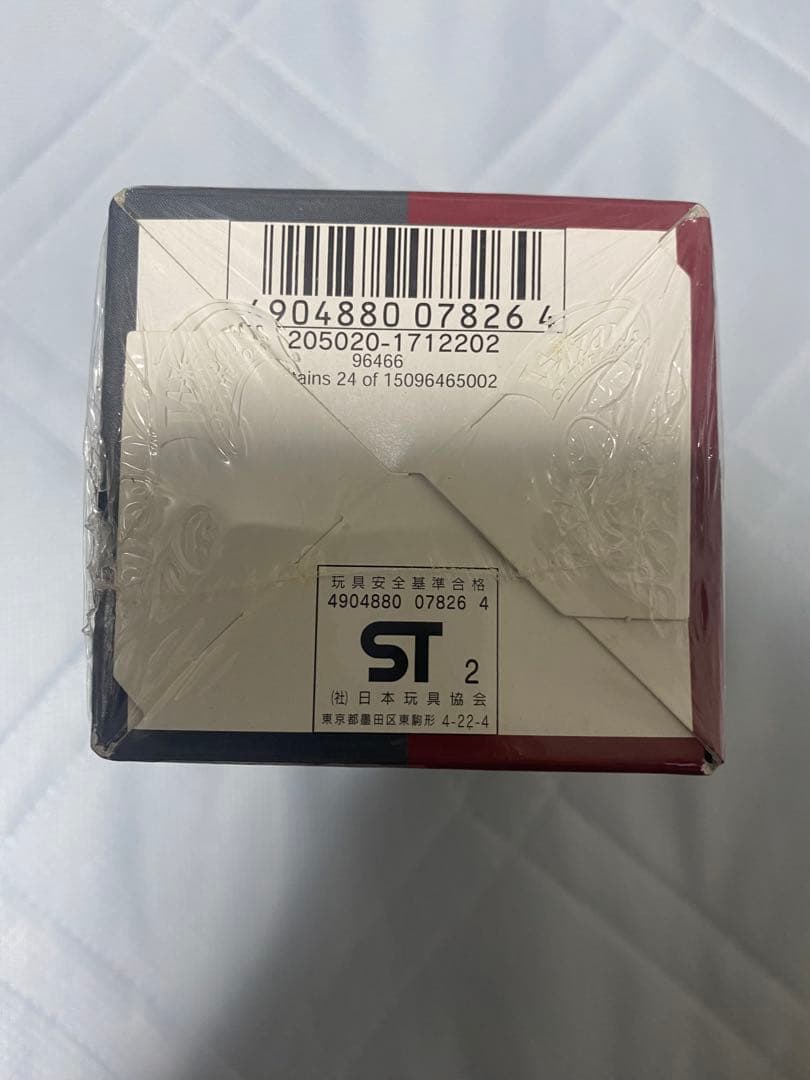 4904880 07826 4
205020-1712202
96466
24 of 15096465002
玩具安全基準合格
4904880 07826 4
ST 2
(社)日本玩具協会
東京都墨田区東駒形 4-22-4